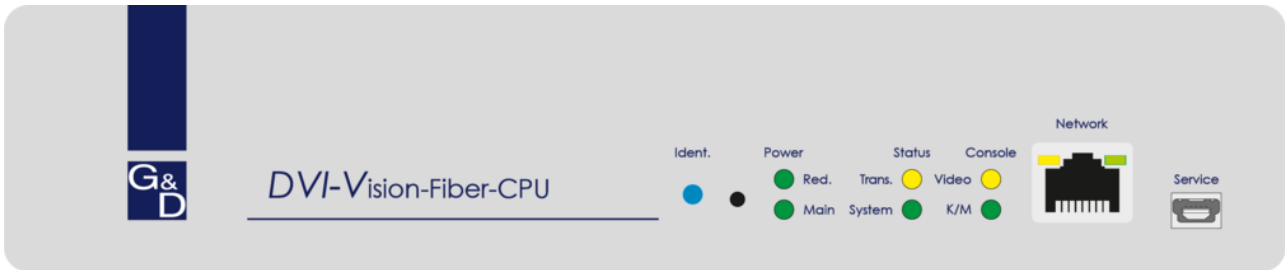 Network
Ident.
Power
Status
Console
G&D
DVI-Vision-Fiber-CPU
Red.
Trans.
Video
Service
Main
System
K/M